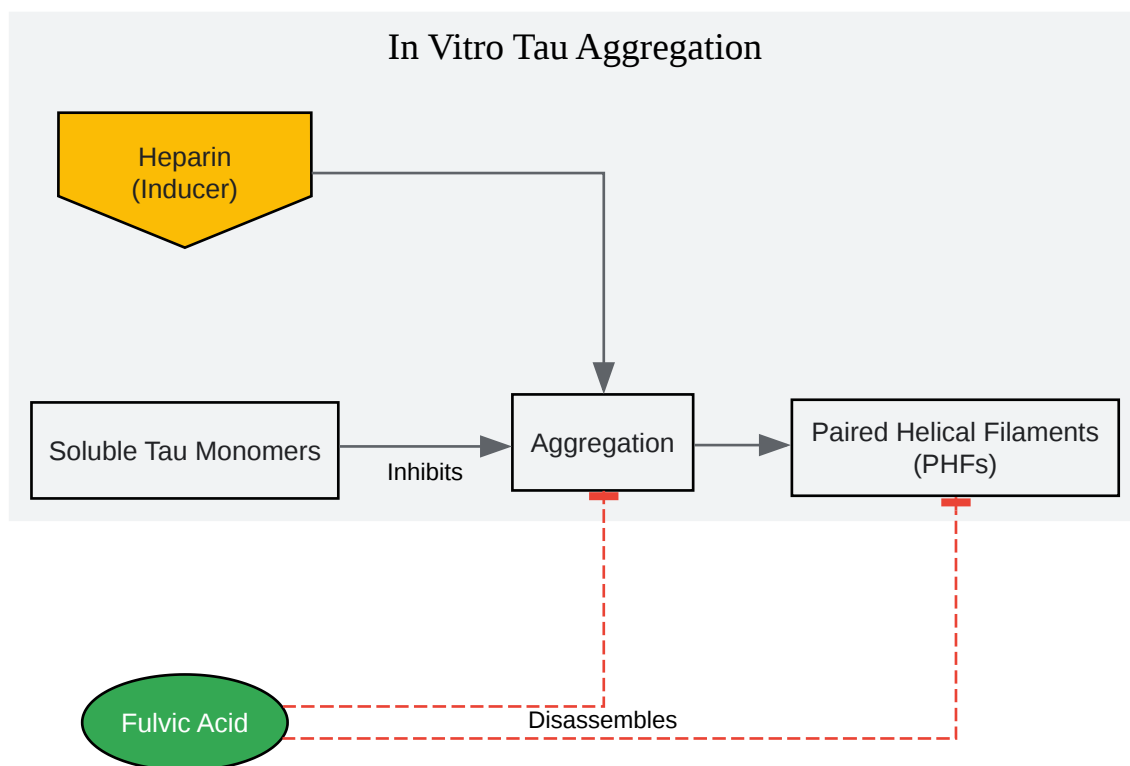 In Vitro Tau Aggregation
Heparin
(Inducer)
Soluble Tau Monomers
Inhibits
Aggregation
Paired Helical Filaments
(PHFs)
Fulvic Acid
Disassembles